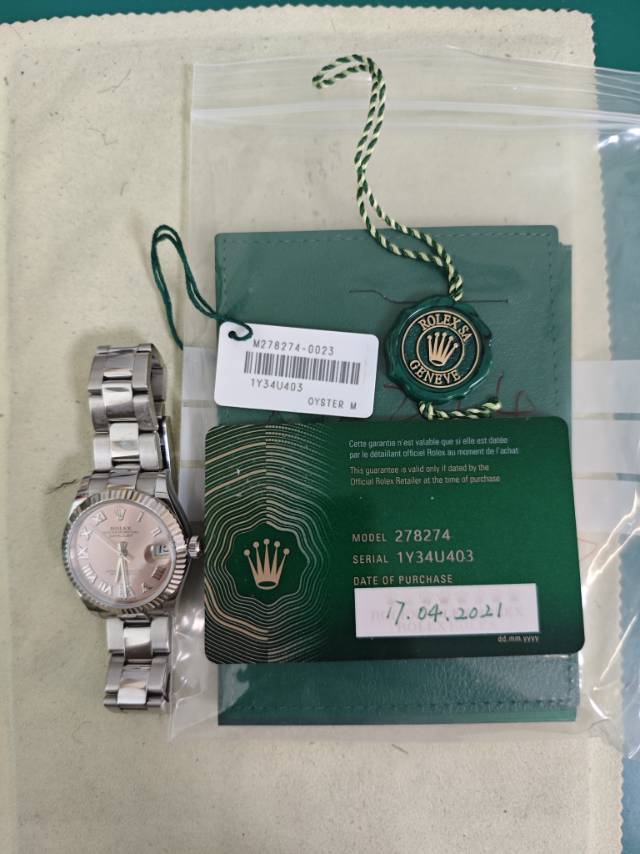 ROLEX SA
GENEVE
M278274-0023
1Y34U403
OYSTER M
Cette garantie n'est valable que si elle est datée
par le détaillant officiel Rolex au moment de l'achat
This guarantee is valid only if dated by the
Official Rolex Retailer at the time of purchase
MODEL 278274
SERIAL 1Y34U403
DATE OF PURCHASE
17.04.2021
dd.mm.yyyy
ROLEX